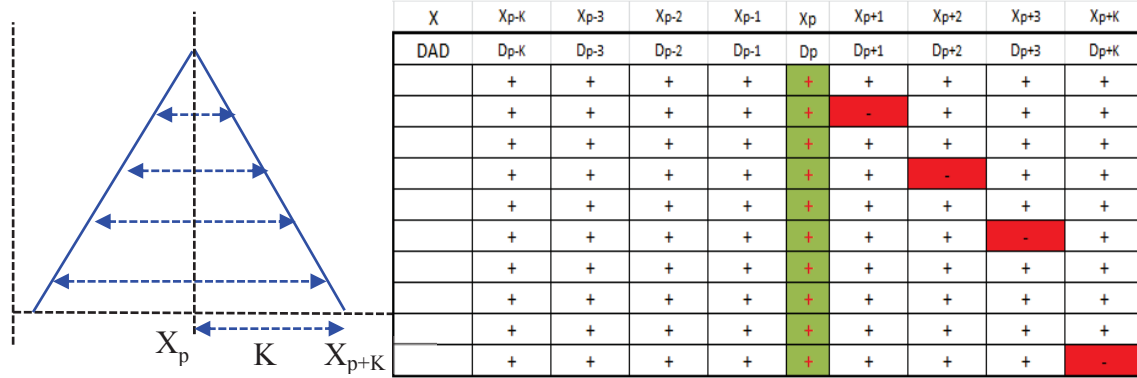 X Xp-K Xp-3 Xp-2 Xp-1 Xp Xp+1 Xp+2 Xp+3 Xp+K
DAD Dp-K Dp-3 Dp-2 Dp-1 Dp Dp+1 Dp+2 Dp+3 Dp+K
+ + + + + + + + +
+ + + + + - + + +
+ + + + + + + + +
+ + + + + + - + +
+ + + + + + + + +
+ + + + + + + - +
+ + + + + + + + +
+ + + + + + + + +
+ + + + + + + + +
+ + + + + + + + -
Xp K Xp+K